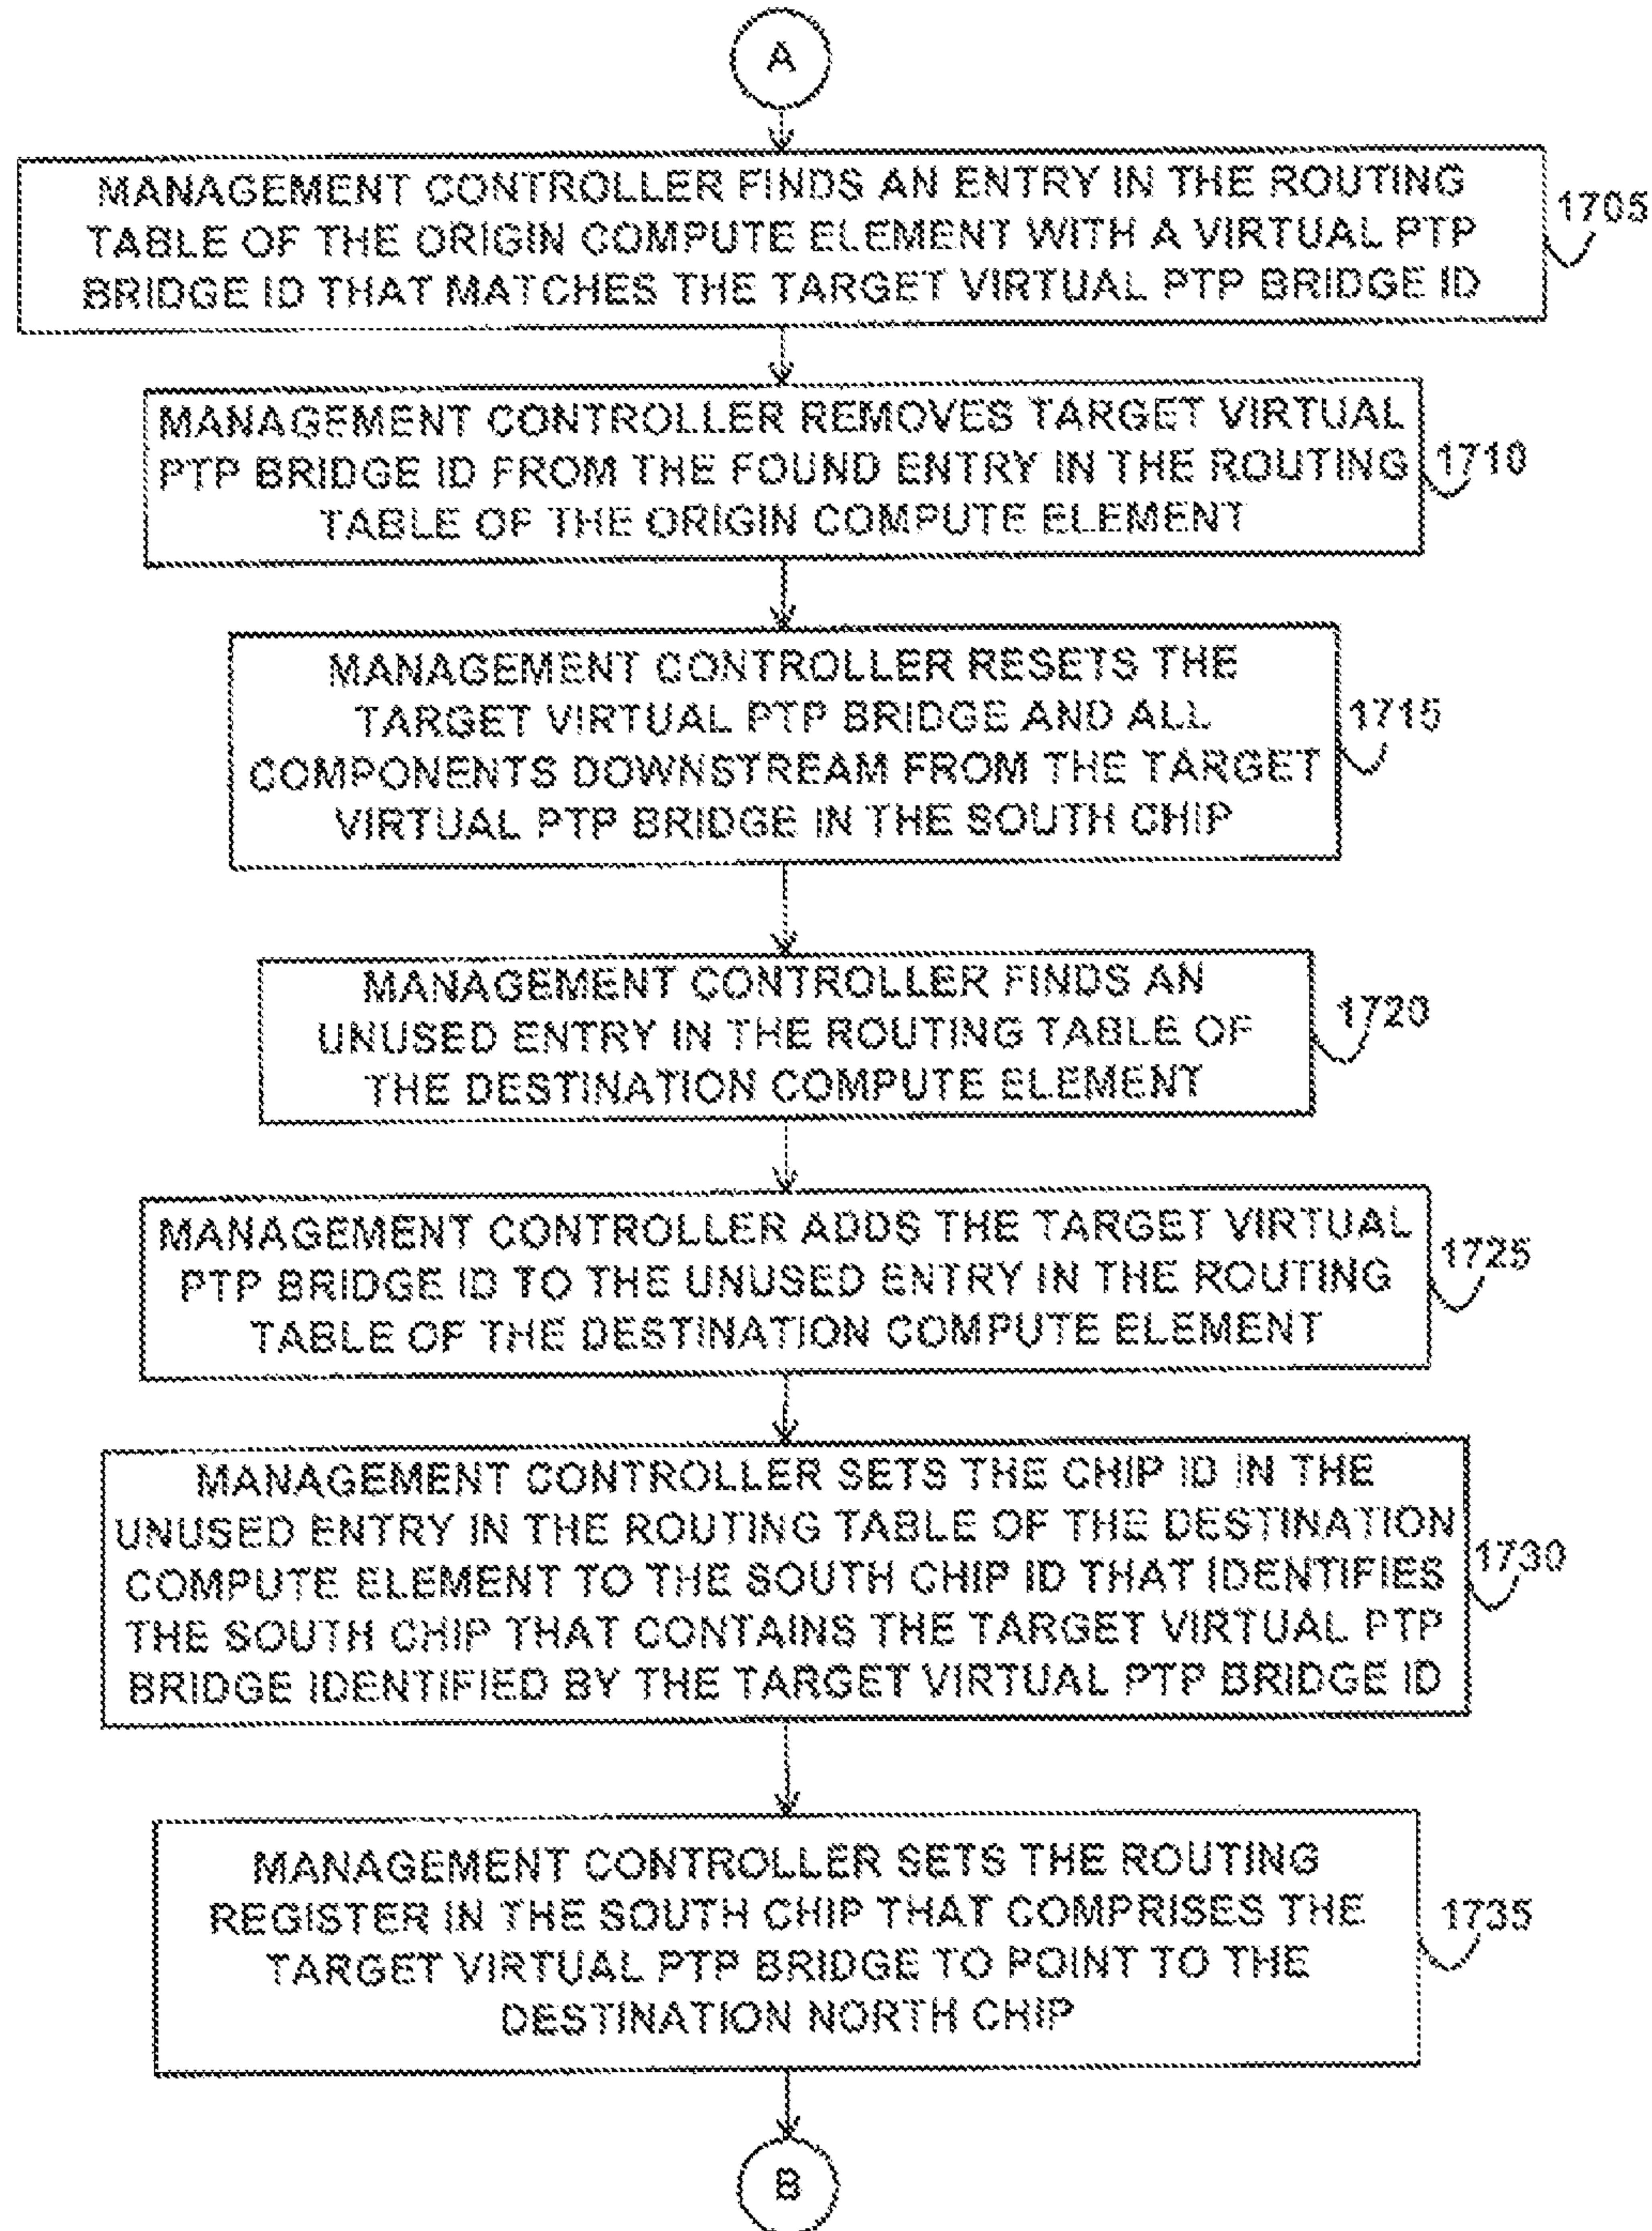 A
MANAGEMENT CONTROLLER FINDS AN ENTRY IN THE ROUTING
TABLE OF THE ORIGIN COMPUTE ELEMENT WITH A VIRTUAL PTP
BRIDGE ID THAT MATCHES THE TARGET VIRTUAL PTP BRIDGE ID
1705
MANAGEMENT CONTROLLER REMOVES TARGET VIRTUAL
PTP BRIDGE ID FROM THE FOUND ENTRY IN THE ROUTING
TABLE OF THE ORIGIN COMPUTE ELEMENT
1710
MANAGEMENT CONTROLLER RESETS THE
TARGET VIRTUAL PTP BRIDGE AND ALL
COMPONENTS DOWNSTREAM FROM THE TARGET
VIRTUAL PTP BRIDGE IN THE SOUTH CHIP
1715
MANAGEMENT CONTROLLER FINDS AN
UNUSED ENTRY IN THE ROUTING TABLE OF
THE DESTINATION COMPUTE ELEMENT
1720
MANAGEMENT CONTROLLER ADDS THE TARGET VIRTUAL
PTP BRIDGE ID TO THE UNUSED ENTRY IN THE ROUTING
TABLE OF THE DESTINATION COMPUTE ELEMENT
1725
MANAGEMENT CONTROLLER SETS THE CHIP ID IN THE
UNUSED ENTRY IN THE ROUTING TABLE OF THE DESTINATION
COMPUTE ELEMENT TO THE SOUTH CHIP ID THAT IDENTIFIES
THE SOUTH CHIP THAT CONTAINS THE TARGET VIRTUAL PTP
BRIDGE IDENTIFIED BY THE TARGET VIRTUAL PTP BRIDGE ID
1730
MANAGEMENT CONTROLLER SETS THE ROUTING
REGISTER IN THE SOUTH CHIP THAT COMPRISES THE
TARGET VIRTUAL PTP BRIDGE TO POINT TO THE
DESTINATION NORTH CHIP
1735
B